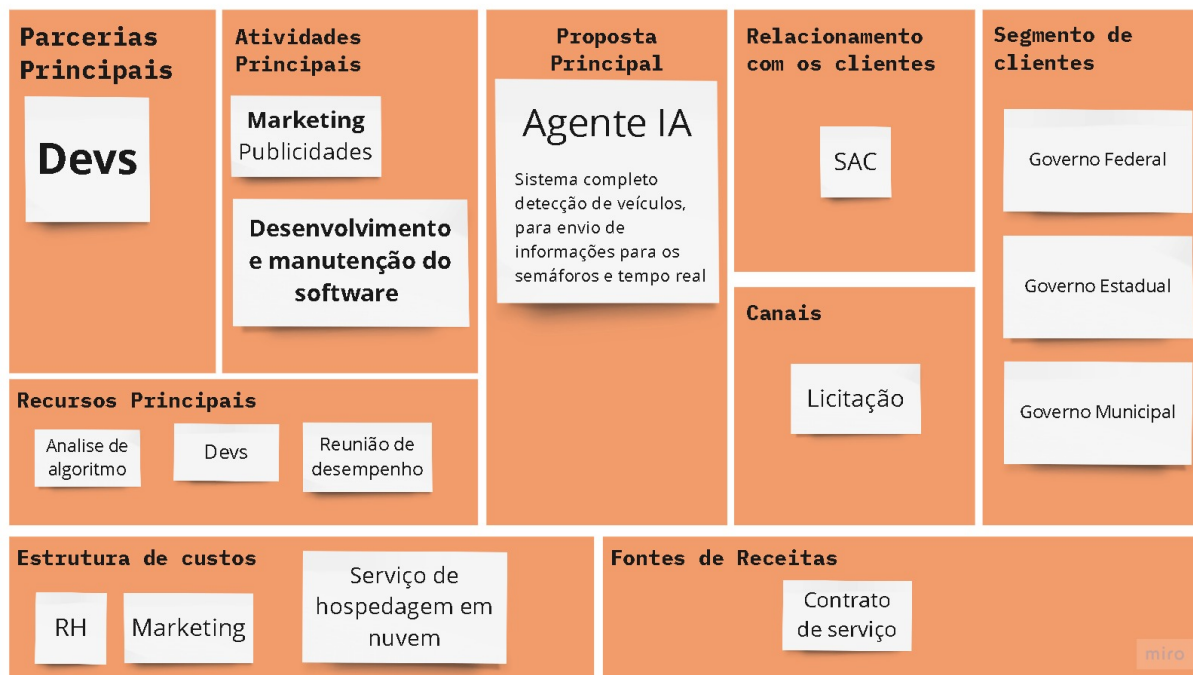 Parcerias
Principais
Devs
Atividades
Principais
Marketing
Publicidades
Desenvolvimento
e manutenção do
software
Proposta
Principal
Agente IA
Sistema completo
detecção de veículos,
para envio de
informações para os
semáforos e tempo real
Relacionamento
com os clientes
SAC
Canais
Licitação
Segmento de
clientes
Governo Federal
Governo Estadual
Governo Municipal
Recursos Principais
Analise de
algoritmo
Devs
Reunião de
desempenho
Estrutura de custos
RH
Marketing
Serviço de
hospedagem em
nuvem
Fontes de Receitas
Contrato
de serviço
miro